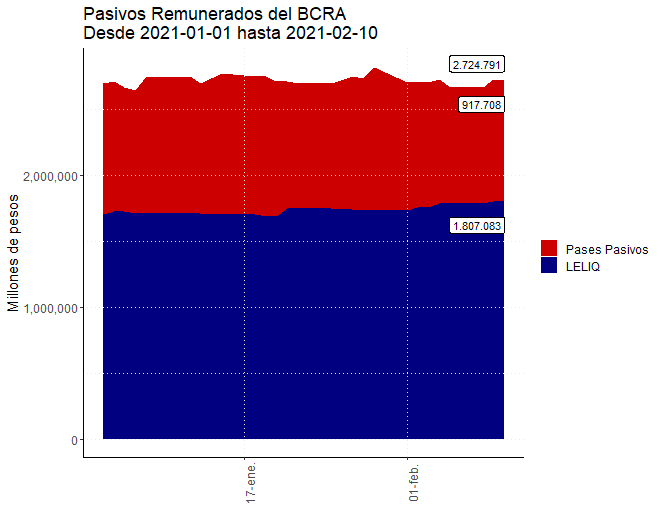 Pasivos Remunerados del BCRA
Desde 2021-01-01 hasta 2021-02-10
2.724.791
917.708
2,000,000
1.807.083
Millones de pesos
Pases Pasivos
LELIQ
1,000,000
0
17-ene.
01-feb.